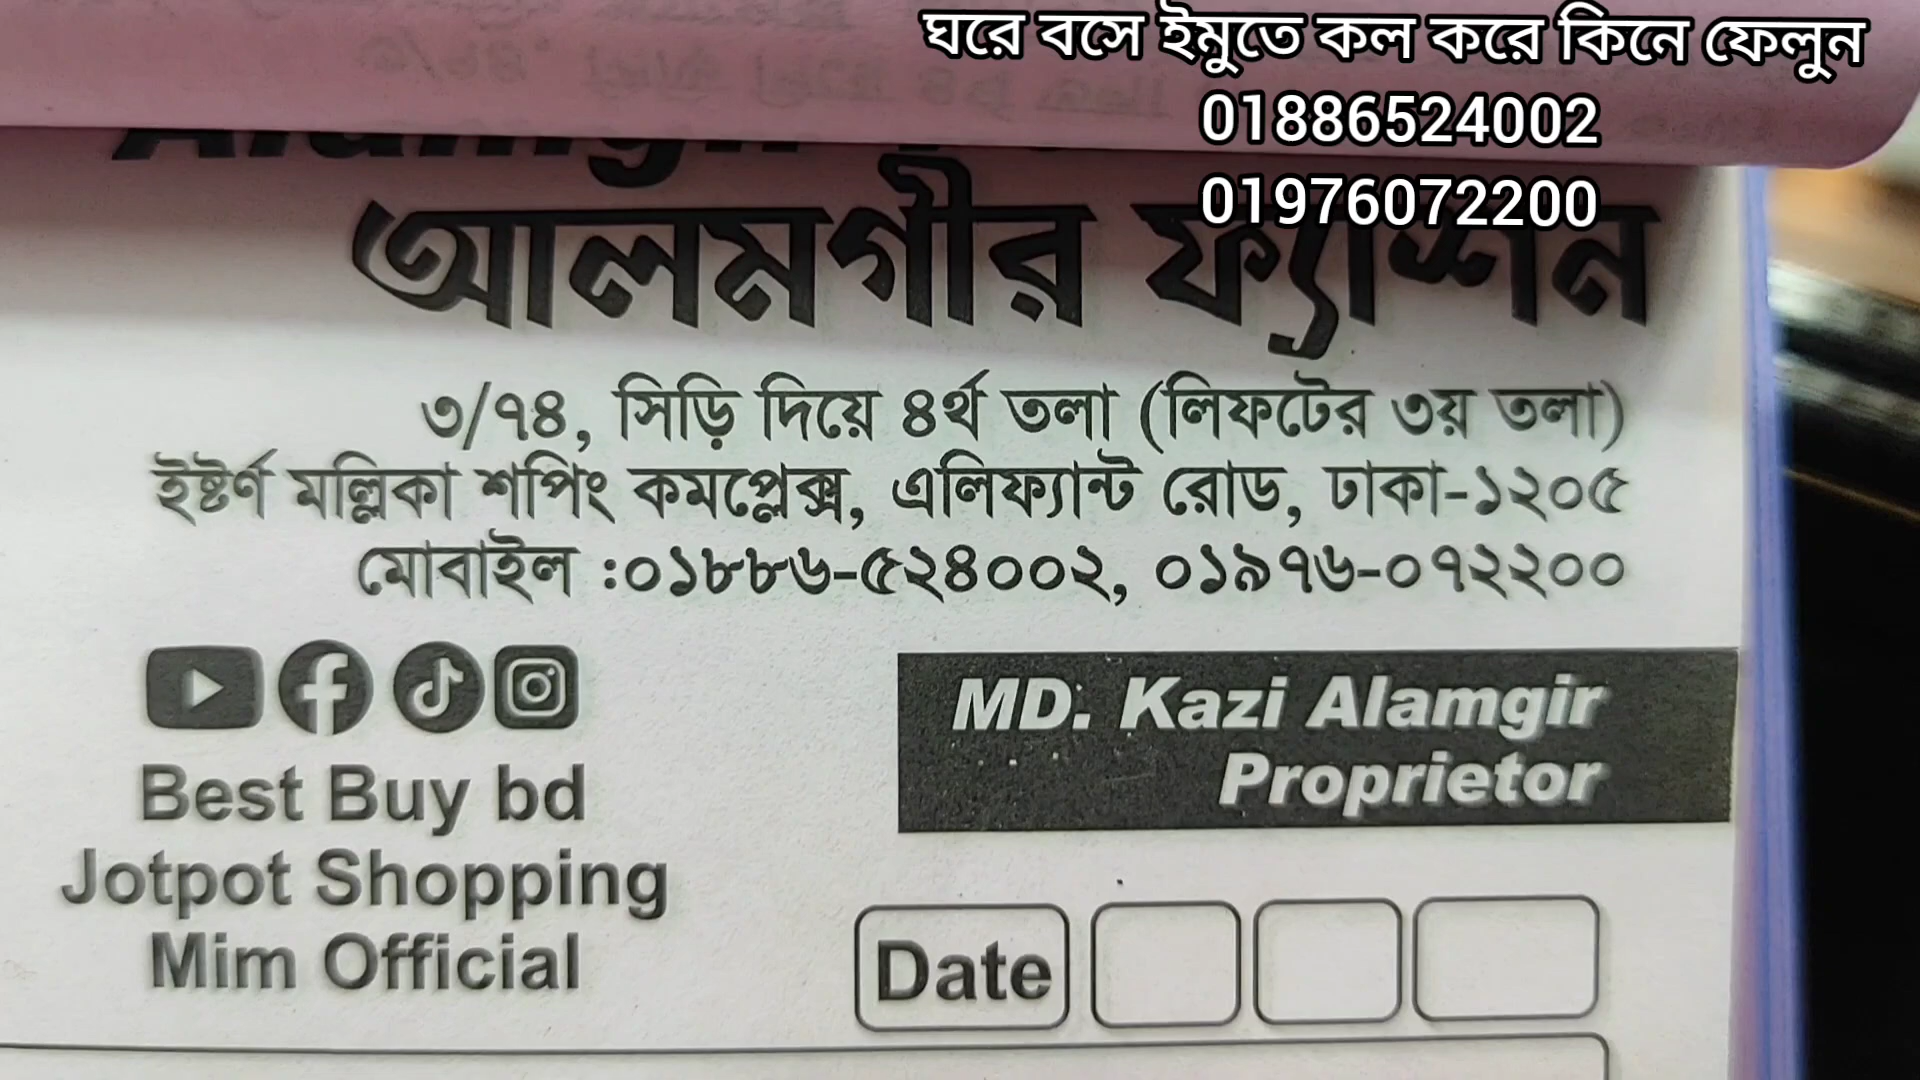 ঘরে বসে ইমুতে কল করে কিনে ফেলুন
01886524002
01976072200
Alamgir
আলমগীর ফ্যাশন
৩/৭৪, সিড়ি দিয়ে ৪র্থ তলা (লিফটের ৩য় তলা)
ইষ্টর্ণ মল্লিকা শপিং কমপ্লেক্স, এলিফ্যান্ট রোড, ঢাকা-১২০৫
মোবাইল :০১৮৮৬-৫২৪০০২, ০১৯৭৬-০৭২২০০
MD. Kazi Alamgir
Proprietor
Best Buy bd
Jotpot Shopping
Mim Official
Date